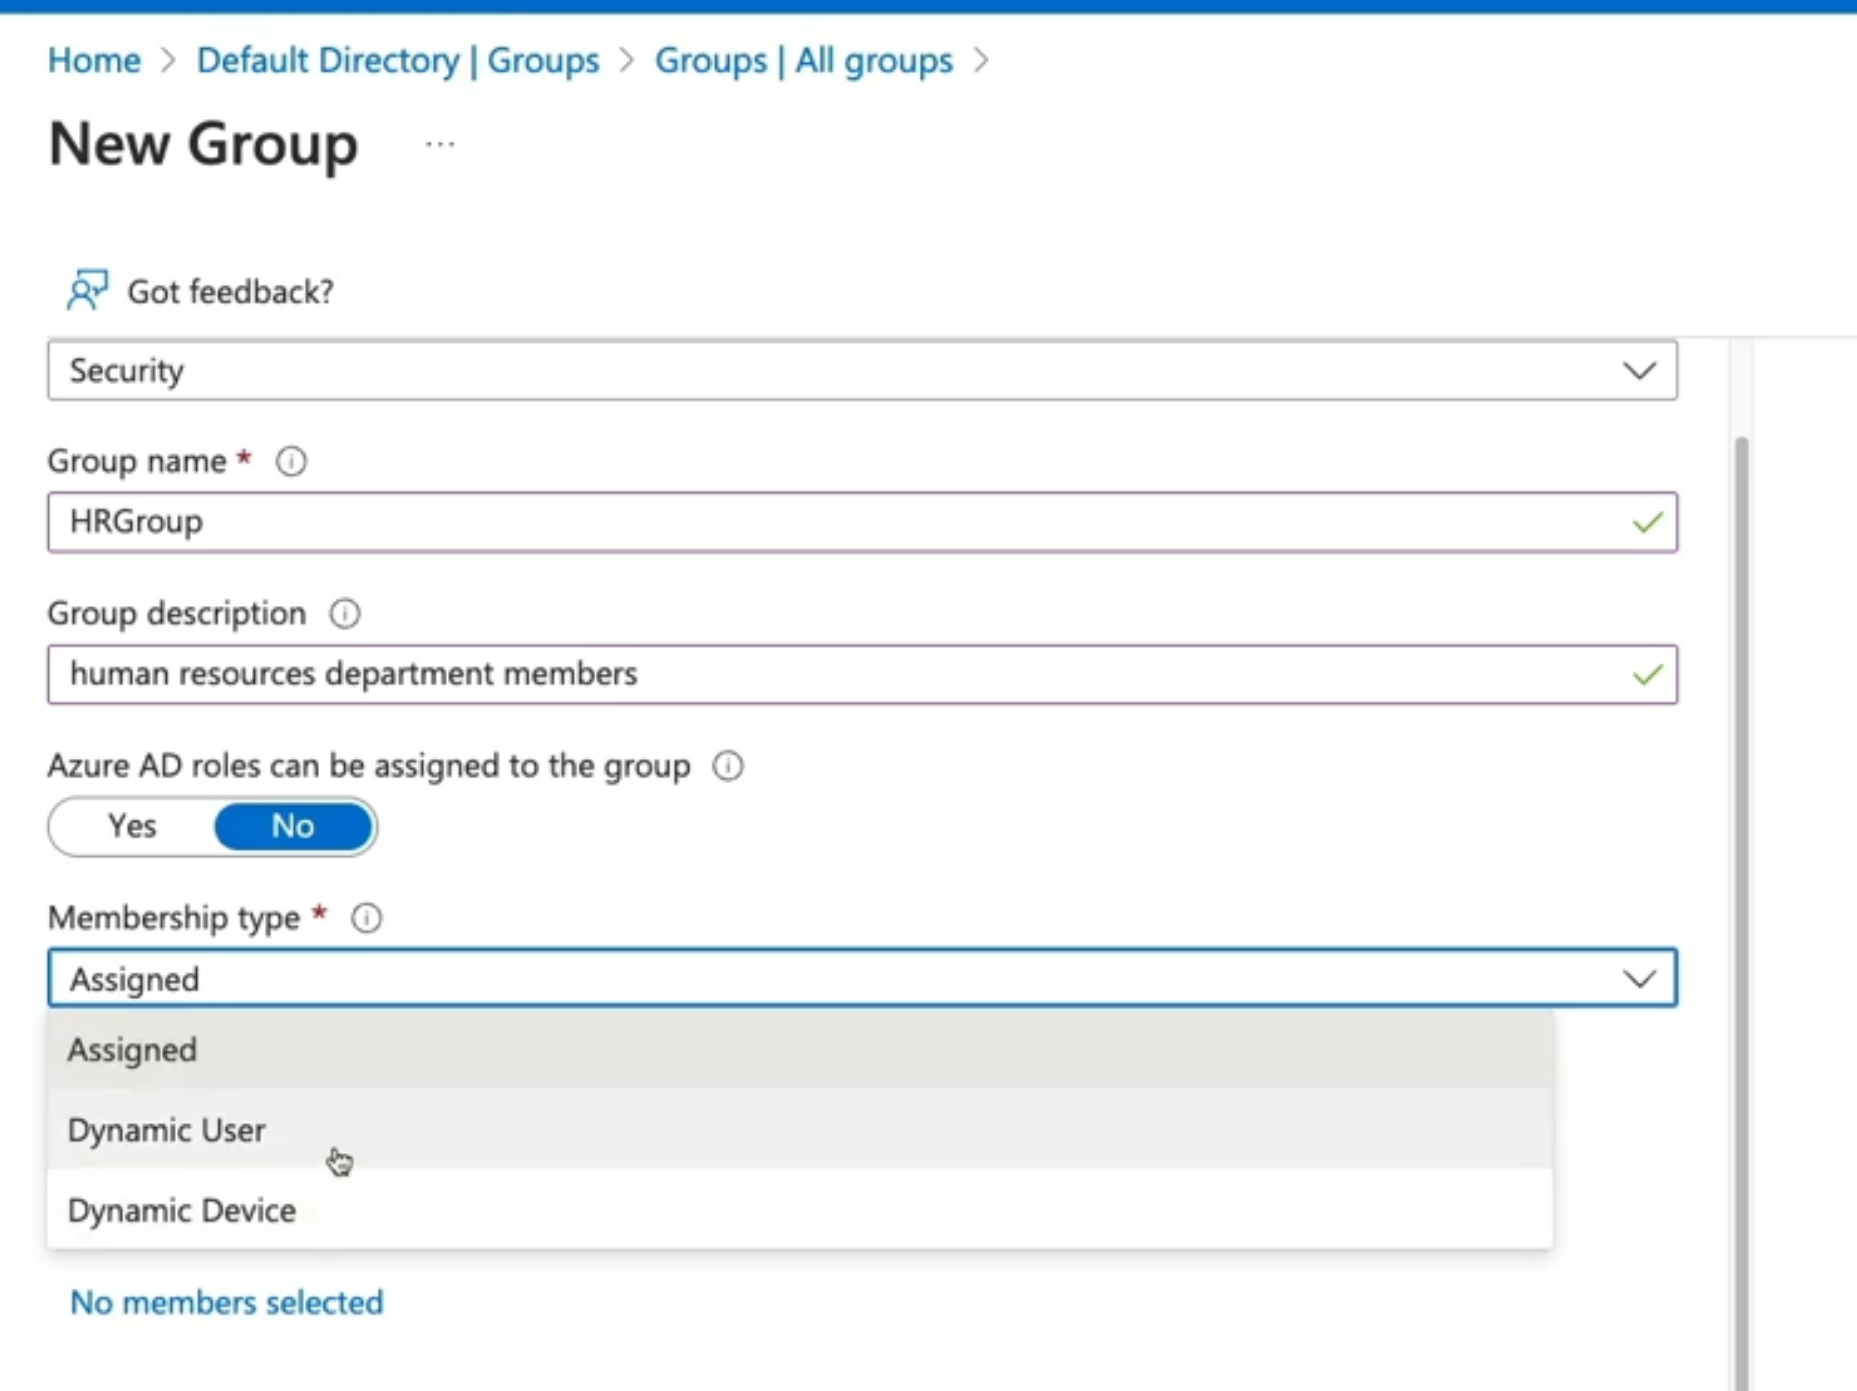 Home > Default Directory | Groups > Groups | All groups >
New Group ...
Got feedback?
Security
Group name *
HRGroup
Group description
human resources department members
Azure AD roles can be assigned to the group
Yes No
Membership type *
Assigned
Assigned
Dynamic User
Dynamic Device
No members selected